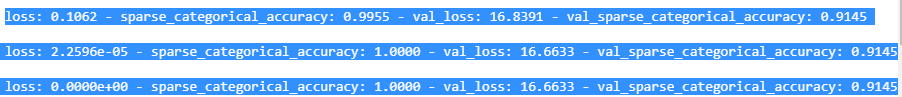 loss: 0.1062 - sparse_categorical_accuracy: 0.9955 - val_loss: 16.8391 - val_sparse_categorical_accuracy: 0.9145
loss: 2.2596e-05 - sparse_categorical_accuracy: 1.0000 - val_loss: 16.6633 - val_sparse_categorical_accuracy: 0.9145
loss: 0.0000e+00 - sparse_categorical_accuracy: 1.0000 - val_loss: 16.6633 - val_sparse_categorical_accuracy: 0.9145